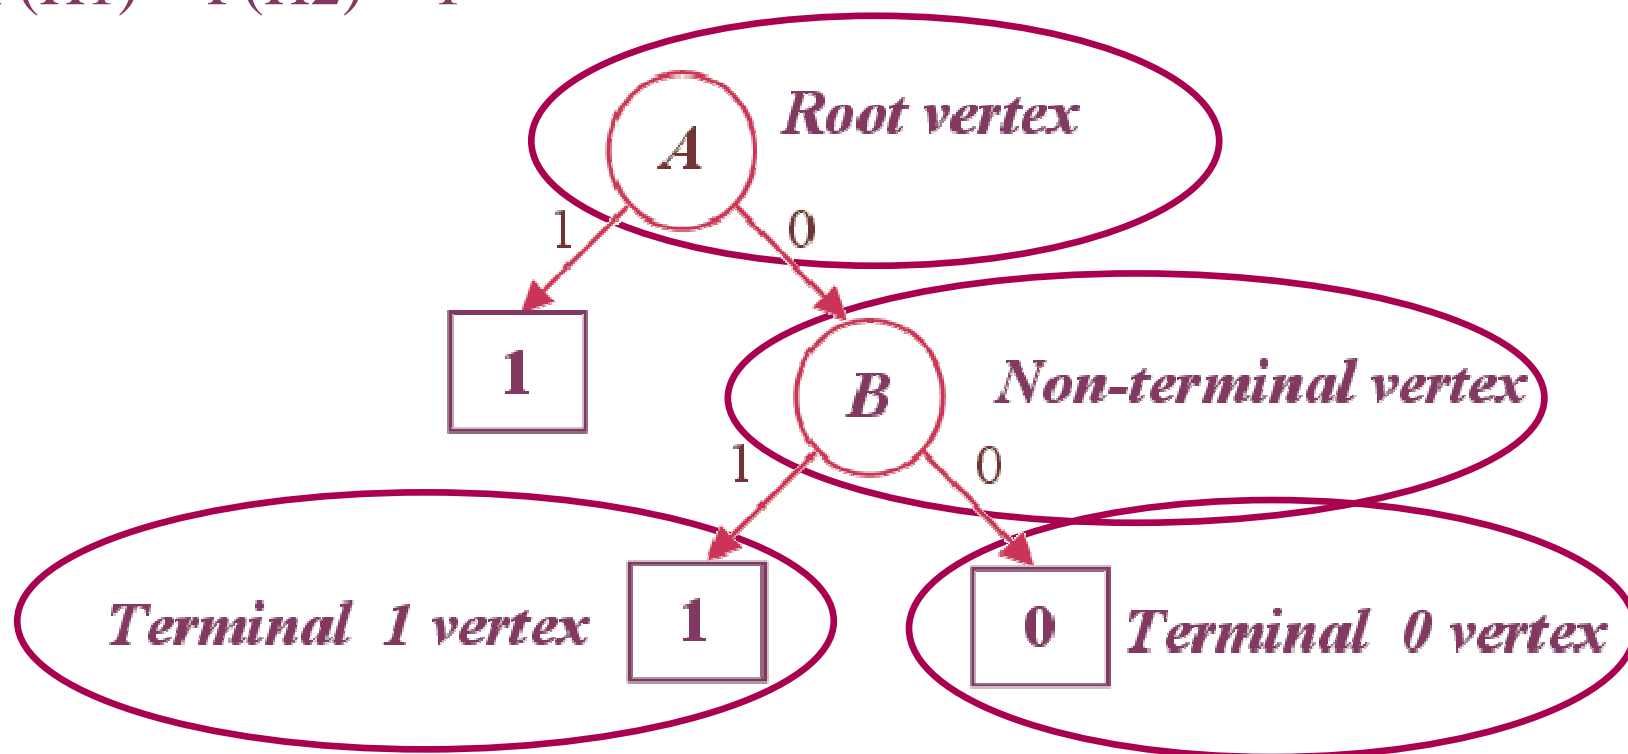 A
Root vertex
1
0
1
B
Non-terminal vertex
1
0
Terminal 1 vertex
1
0
Terminal 0 vertex